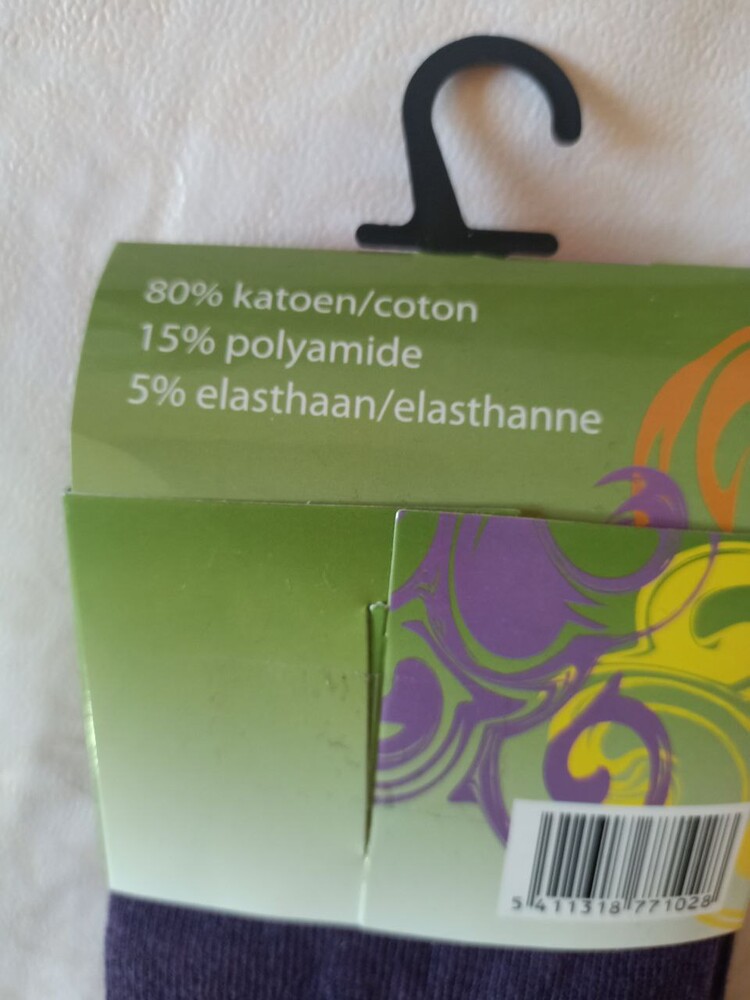 80% katoen/coton
15% polyamide
5% elasthaan/elasthanne
5 411318 771028